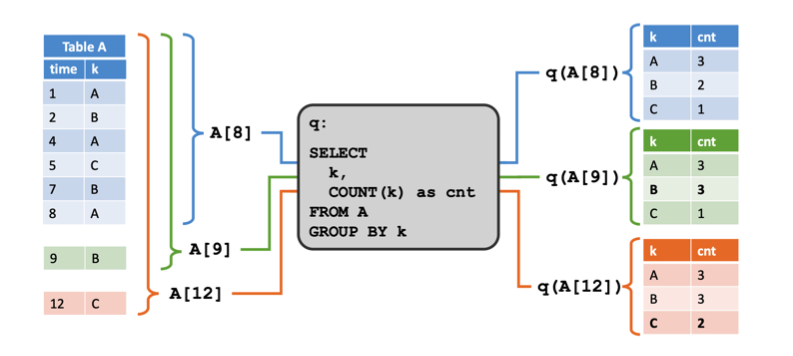 Table A
time k
1 A
2 B
4 A
5 C
7 B
8 A
9 B
12 C
A[8]
A[9]
A[12]
q:
SELECT
k,
COUNT(k) as cnt
FROM A
GROUP BY k
q(A[8])
k cnt
A 3
B 2
C 1
q(A[9])
k cnt
A 3
B 3
C 1
q(A[12])
k cnt
A 3
B 3
C 2